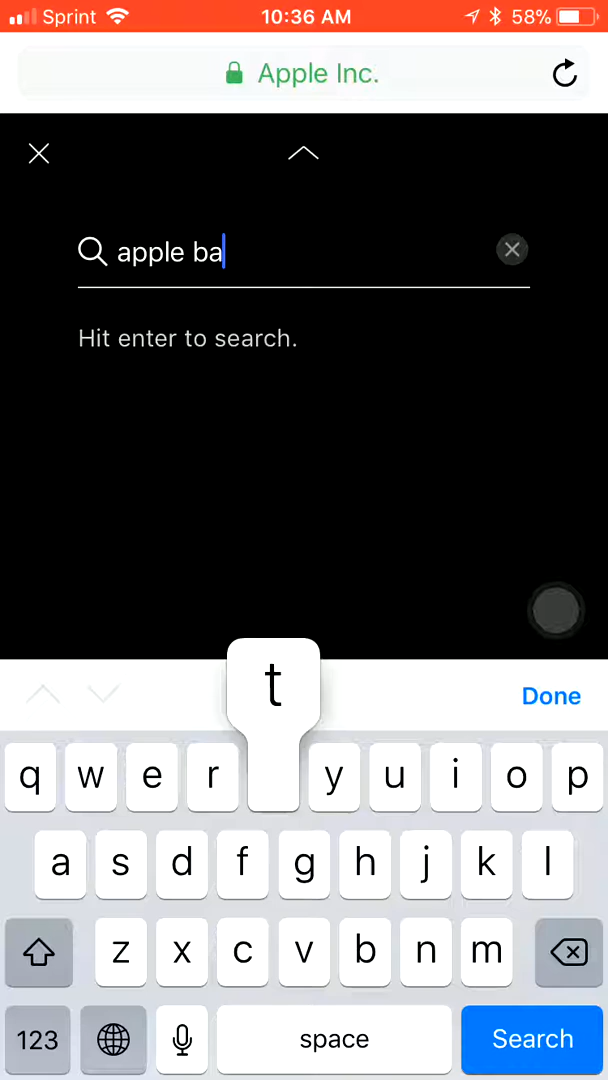 Sprint 10:36 AM 58%
Apple Inc.
apple ba
Hit enter to search.
t
Done
q w e r y u i o p
a s d f g h j k l
z x c v b n m
123 space Search